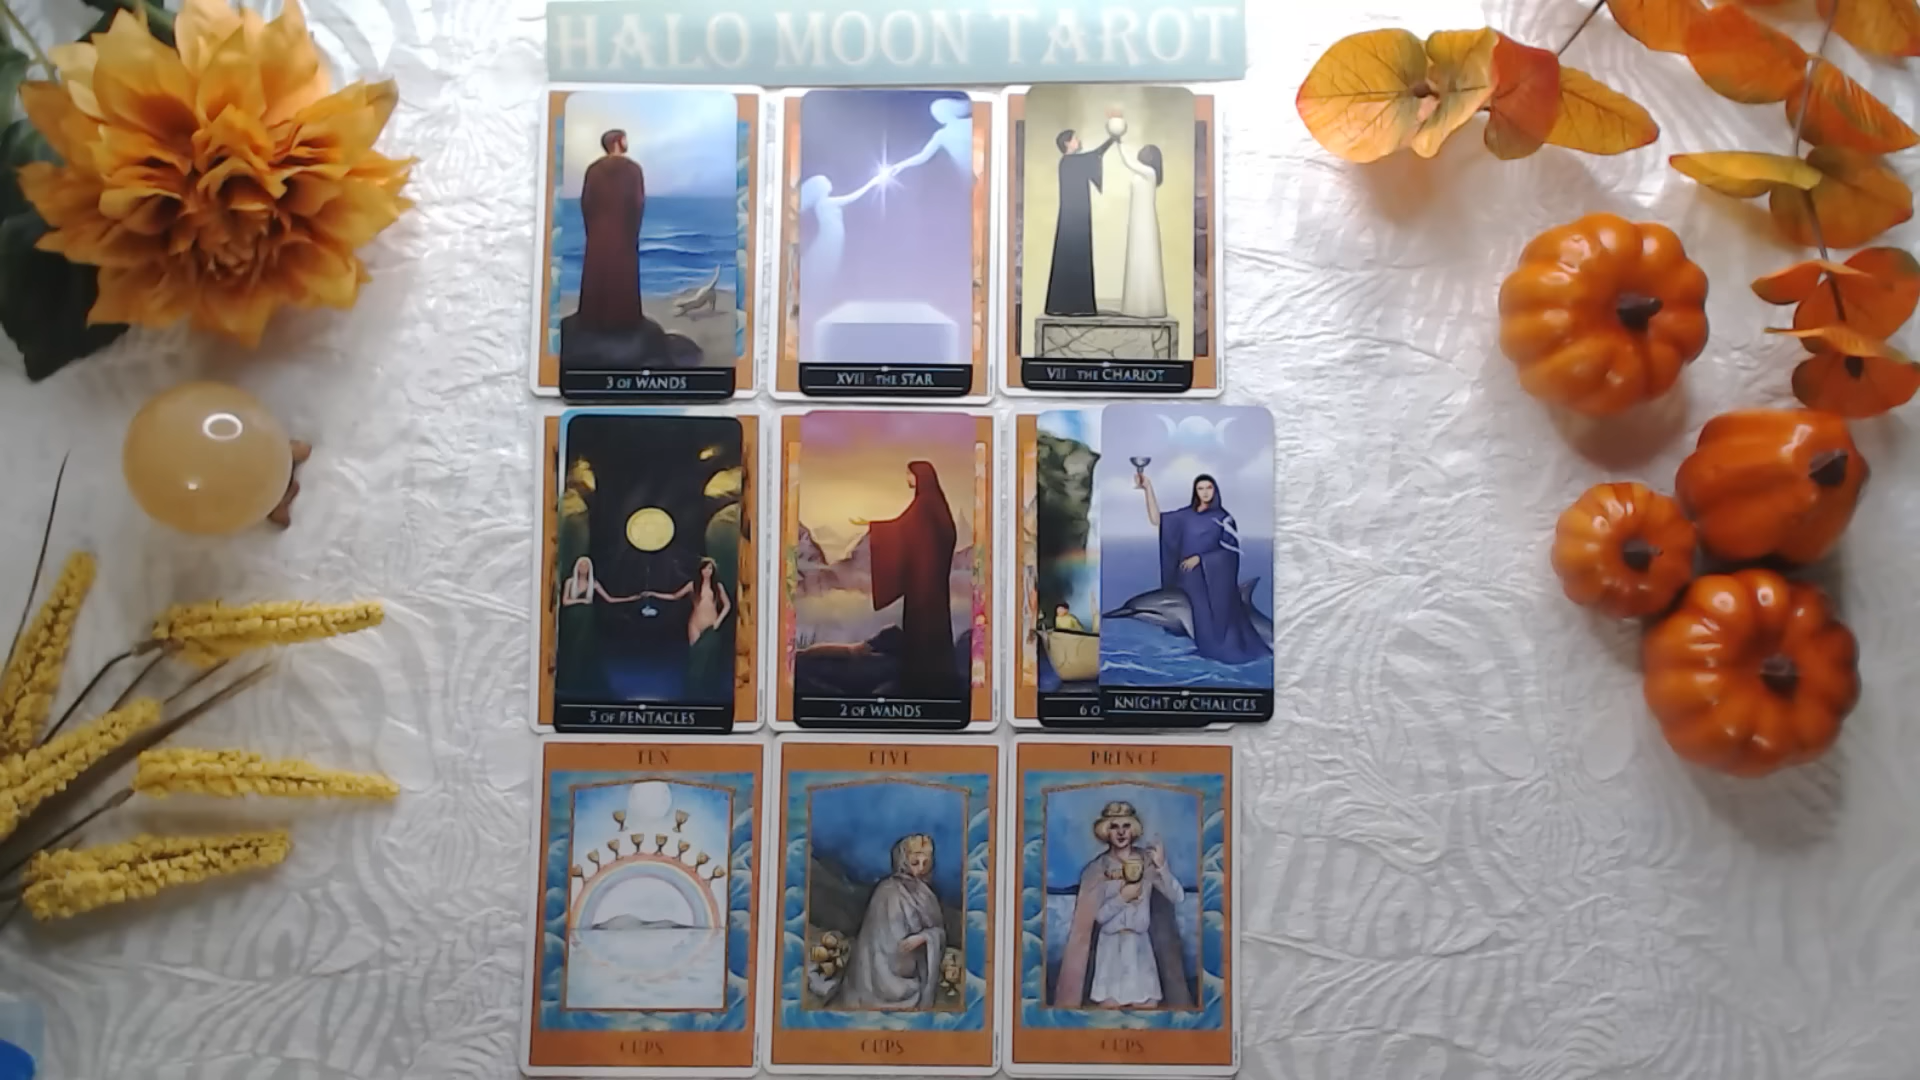 HALO MOON TAROT
3 OF WANDS
XVII · THE STAR
VII · THE CHARIOT
5 OF PENTACLES
2 OF WANDS
6 O
KNIGHT OF CHALICES
TEN
FIVE
PRINCE
CUPS
CUPS
CUPS